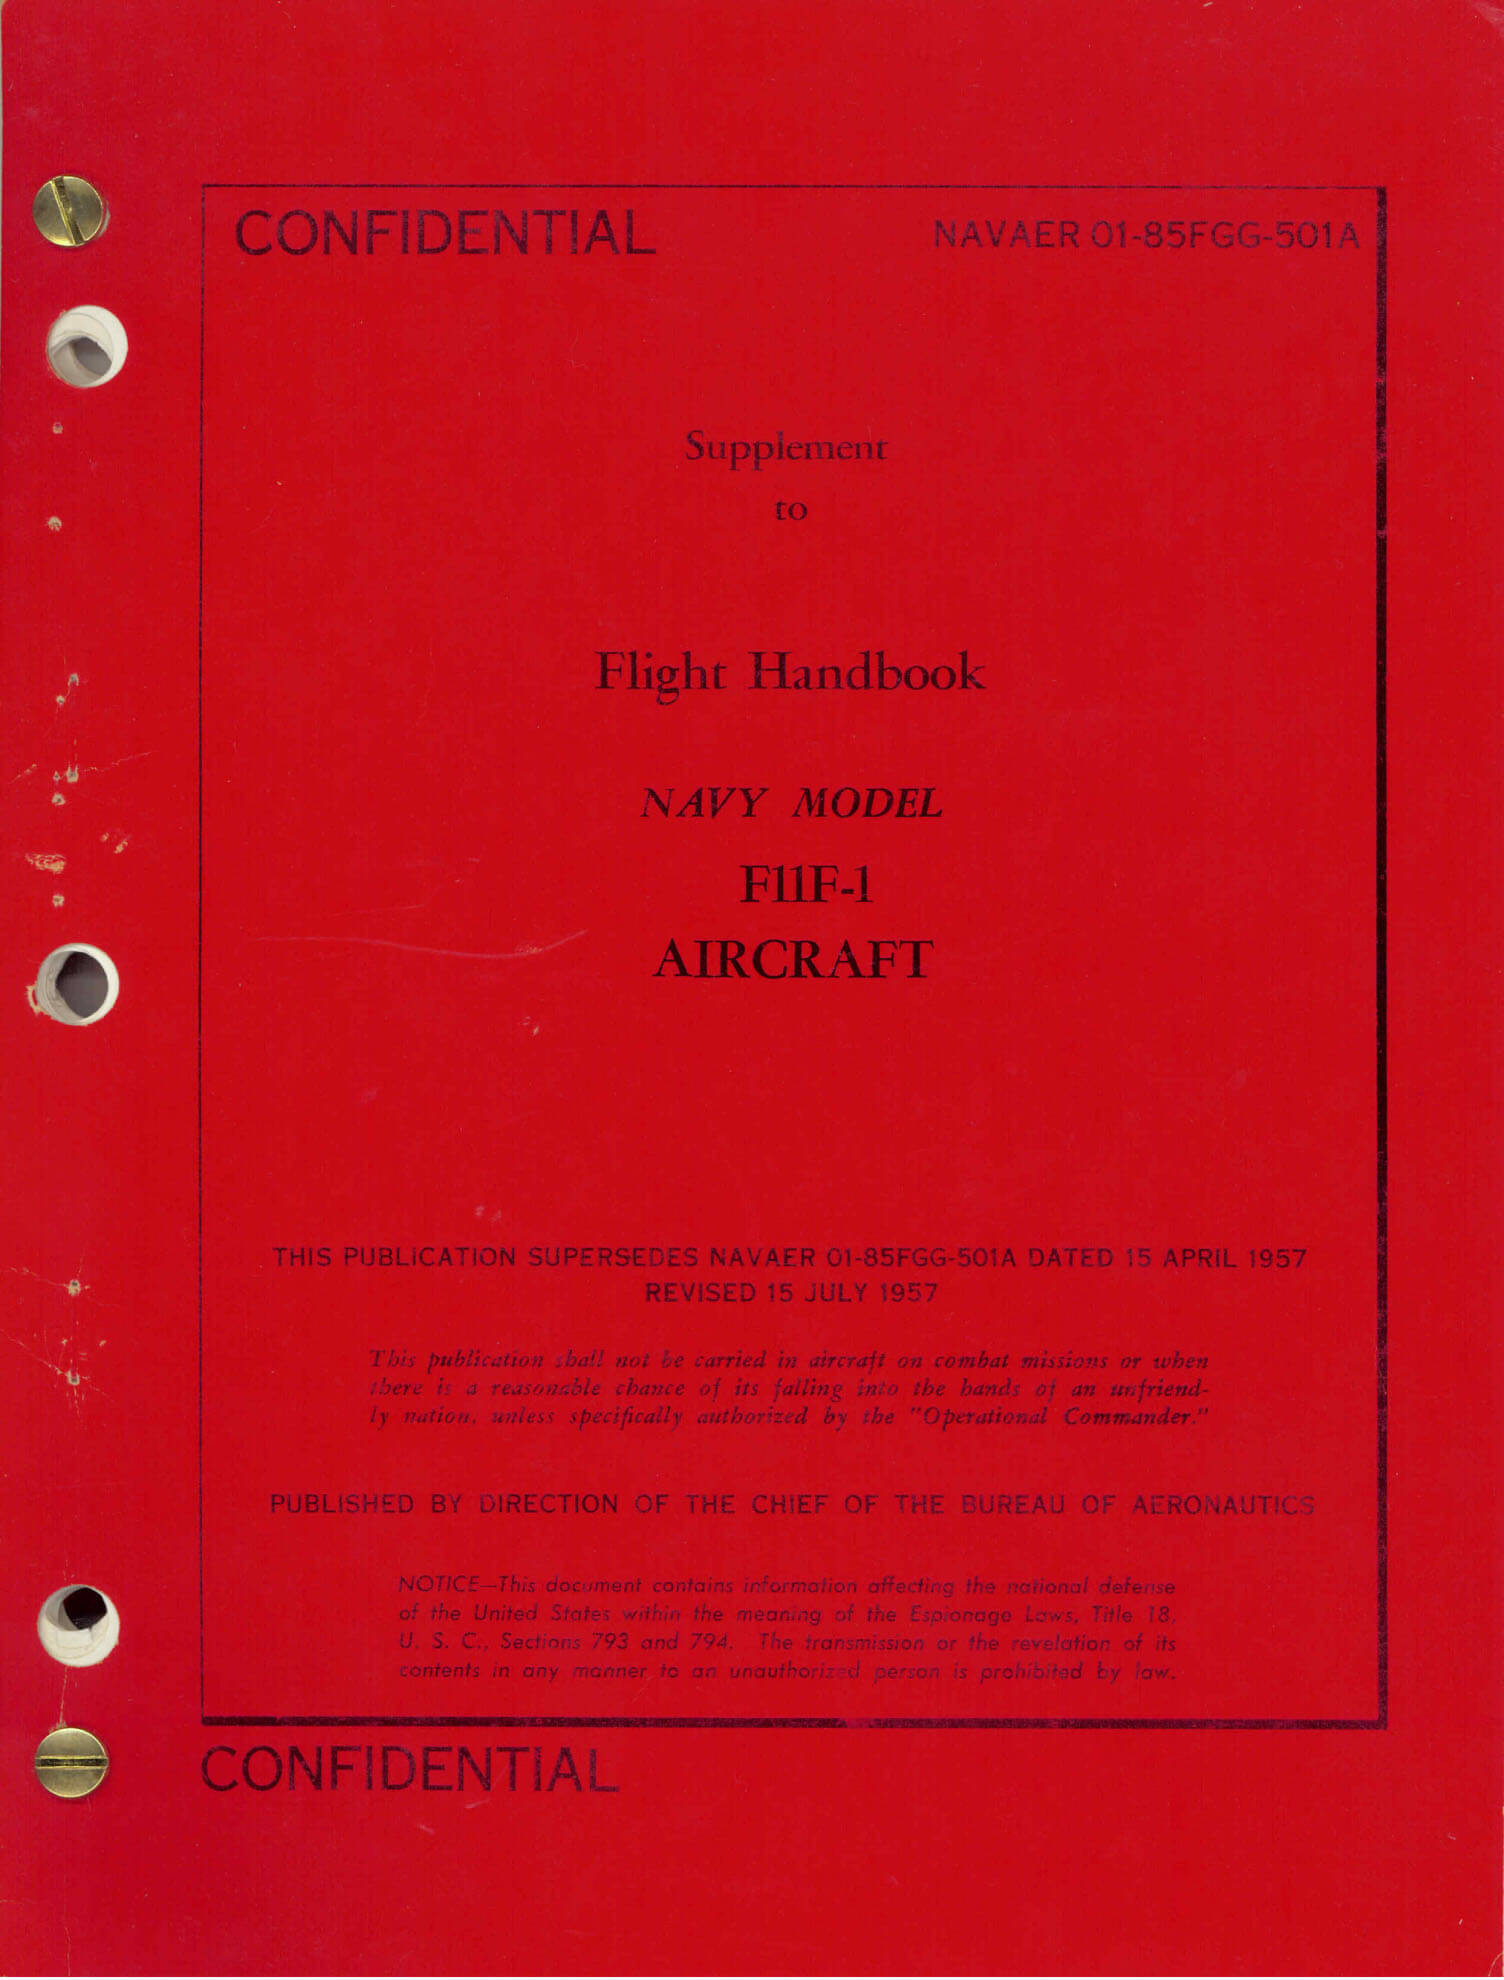 CONFIDENTIAL
NAVAER 01-85FGG-501A
Supplement
to
Flight Handbook
NAVY MODEL
F11F-1
AIRCRAFT
THIS PUBLICATION SUPERSEDES NAVAER 01-85FGG-501A DATED 15 APRIL 1957
REVISED 15 JULY 1957
This publication shall not be carried in aircraft on combat missions or when
there is a reasonable chance of its falling into the hands of an unfriend-
ly nation, unless specifically authorized by the "Operational Commander."
PUBLISHED BY DIRECTION OF THE CHIEF OF THE BUREAU OF AERONAUTICS
NOTICE—This document contains information affecting the national defense
of the United States within the meaning of the Espionage Laws, Title 18,
U. S. C., Sections 793 and 794. The transmission or the revelation of its
contents in any manner to an unauthorized person is prohibited by law.
CONFIDENTIAL